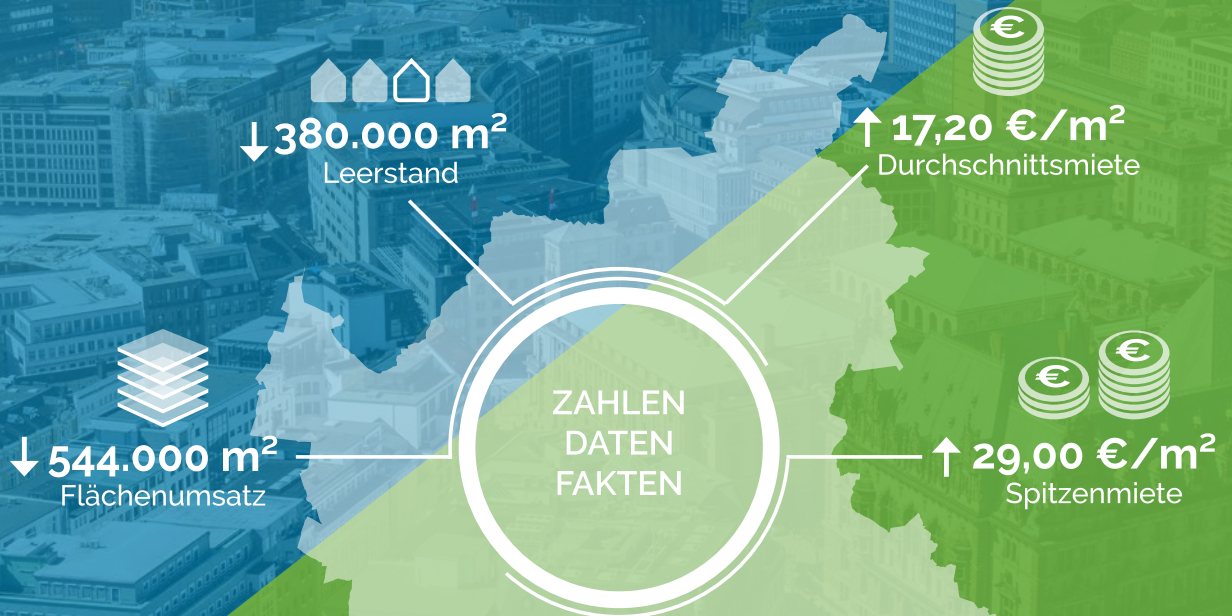 ↓ 380.000 m²
Leerstand
€
↑ 17,20 €/m²
Durchschnittsmiete
↓ 544.000 m²
Flächenumsatz
ZAHLEN
DATEN
FAKTEN
€ €
↑ 29,00 €/m²
Spitzenmiete